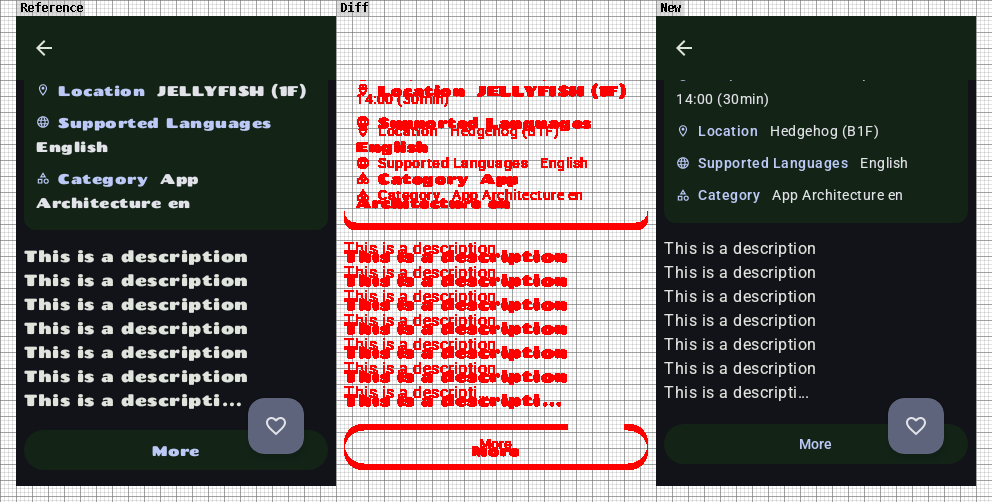 Reference
Location JELLYFISH (1F)
Supported Languages
English
Category App
Architecture en
This is a description
This is a description
This is a description
This is a description
This is a description
This is a description
This is a descripti...
More
Diff
Location JELLYFISH (1F)
14:00 (30min)
Supported Languages
Location Hedgehog (B1F)
English
Supported Languages English
Category App
Category App Architecture en
Architecture en
This is a description
This is a description
This is a description
This is a description
This is a description
This is a description
This is a description
This is a description
This is a description
This is a description
This is a description
This is a description
This is a descripti
This is a descripti...
More
More
New
14:00 (30min)
Location Hedgehog (B1F)
Supported Languages English
Category App Architecture en
This is a description
This is a description
This is a description
This is a description
This is a description
This is a description
This is a descripti...
More